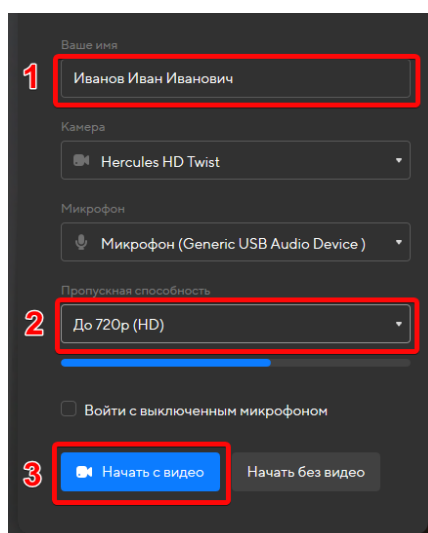 Ваше имя
1
Иванов Иван Иванович
Камера
Hercules HD Twist
Микрофон
Микрофон (Generic USB Audio Device )
Пропускная способность
2
До 720p (HD)
Войти с выключенным микрофоном
3
Начать с видео
Начать без видео